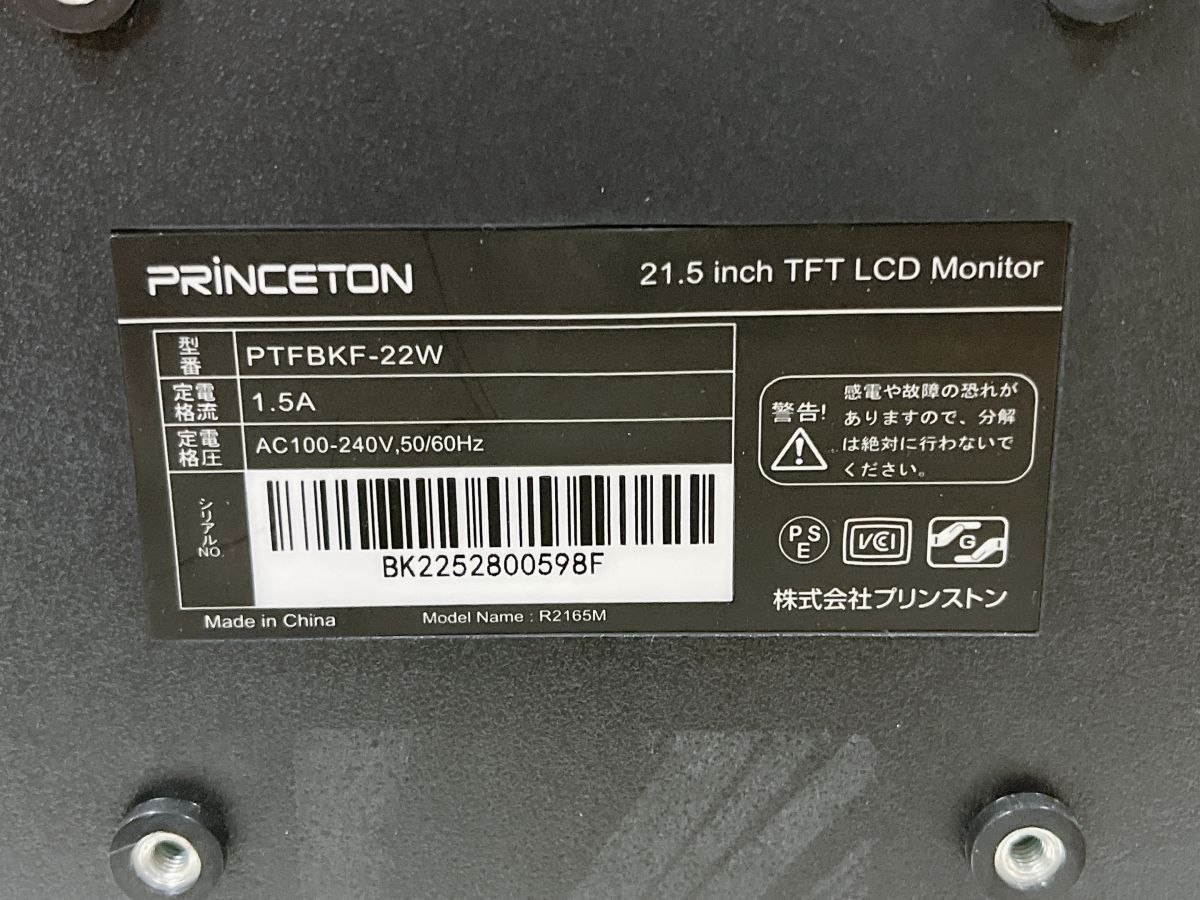 PRINCETON
21.5 inch TFT LCD Monitor
型番
PTFBKF-22W
定格電流
1.5A
定格電圧
AC100-240V,50/60Hz
シリアルNO.
BK2252800598F
警告!
感電や故障の恐れが
ありますので、分解
は絶対に行わないで
ください。
PSE
VCCI
G
株式会社プリンストン
Made in China
Model Name : R2165M